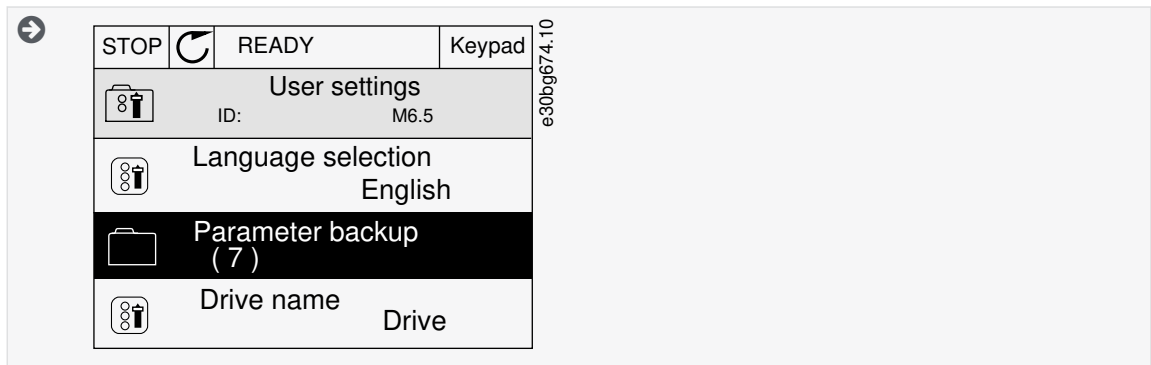 STOP READY Keypad
User settings
ID: M6.5
Language selection
English
Parameter backup
( 7 )
Drive name
Drive
e30bg674.10